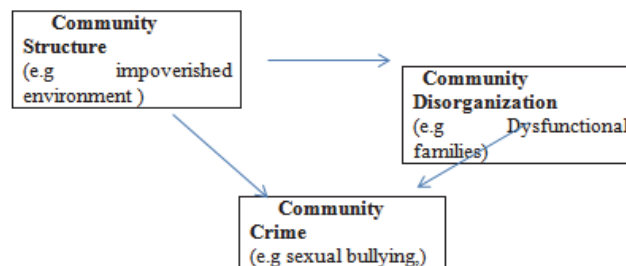 Community
Structure
(e.g impoverished
environment )
Community
Disorganization
(e.g Dysfunctional
families)
Community
Crime
(e.g sexual bullying,)